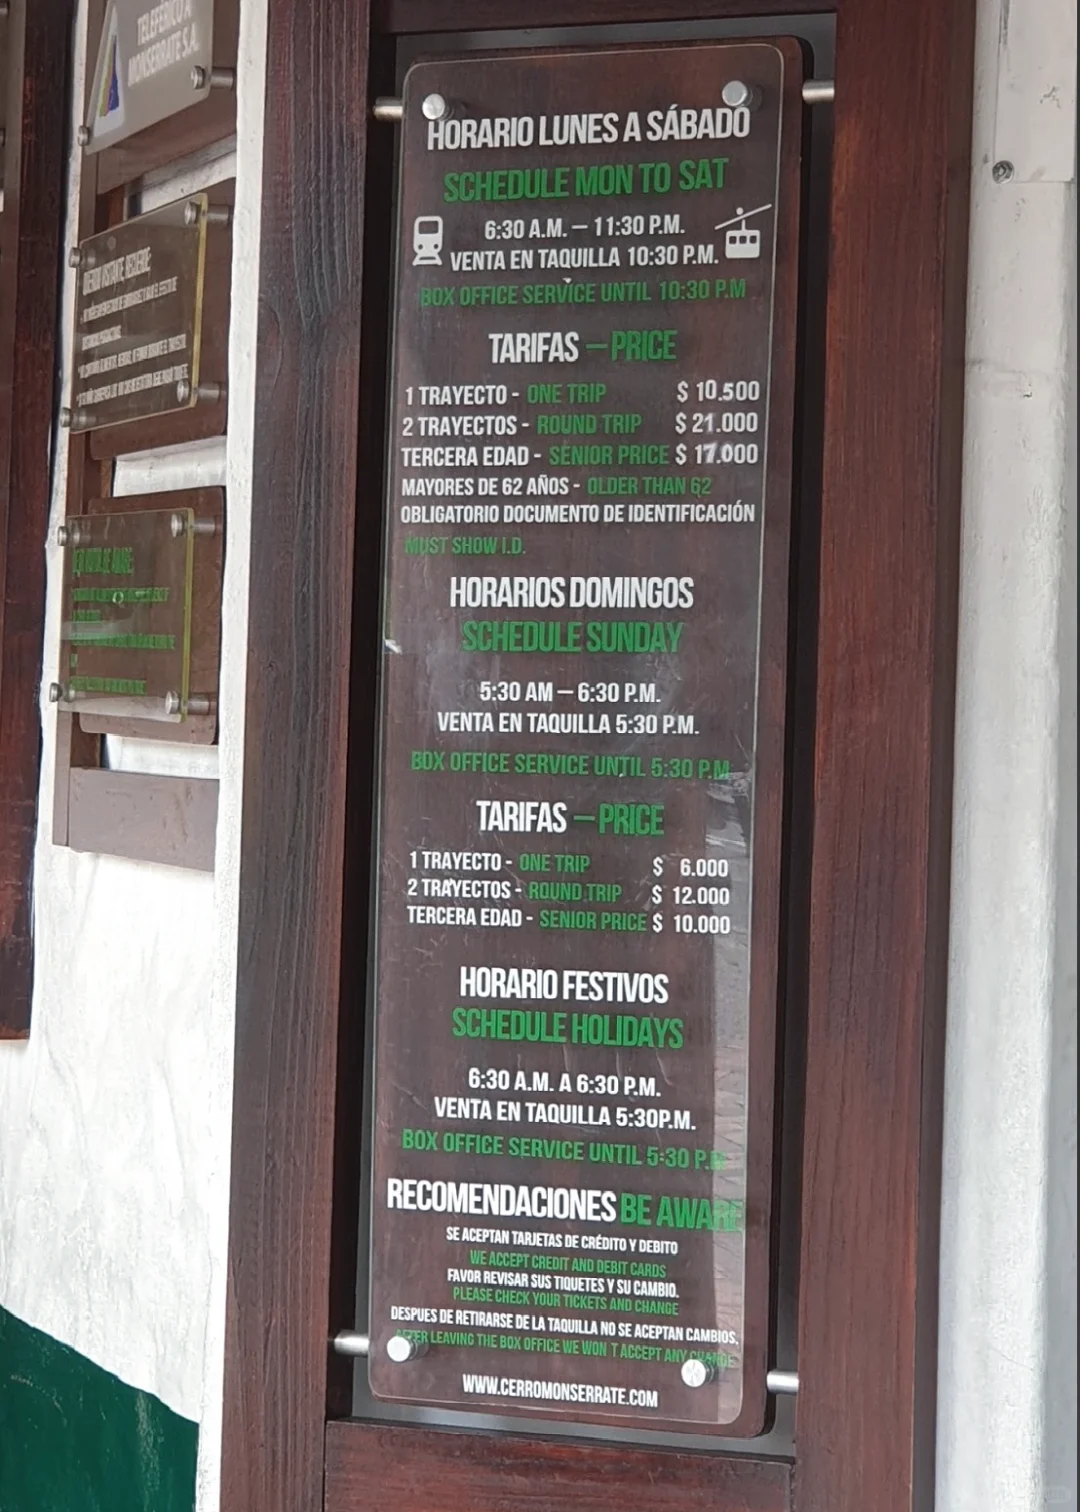 TELEFÉRICO A
MONSERRATE S.A.
HORARIO LUNES A SÁBADO
SCHEDULE MON TO SAT
6:30 A.M. – 11:30 P.M.
VENTA EN TAQUILLA 10:30 P.M.
BOX OFFICE SERVICE UNTIL 10:30 P.M
TARIFAS – PRICE
1 TRAYECTO - ONE TRIP $ 10.500
2 TRAYECTOS - ROUND TRIP $ 21.000
TERCERA EDAD - SENIOR PRICE $ 17.000
MAYORES DE 62 AÑOS - OLDER THAN 62
OBLIGATORIO DOCUMENTO DE IDENTIFICACIÓN
MUST SHOW I.D.
HORARIOS DOMINGOS
SCHEDULE SUNDAY
5:30 AM – 6:30 P.M.
VENTA EN TAQUILLA 5:30 P.M.
BOX OFFICE SERVICE UNTIL 5:30 P.M
TARIFAS – PRICE
1 TRAYECTO - ONE TRIP $ 6.000
2 TRAYECTOS - ROUND TRIP $ 12.000
TERCERA EDAD - SENIOR PRICE $ 10.000
HORARIO FESTIVOS
SCHEDULE HOLIDAYS
6:30 A.M. A 6:30 P.M.
VENTA EN TAQUILLA 5:30P.M.
BOX OFFICE SERVICE UNTIL 5:30 P.M
RECOMENDACIONES BE AWARE
SE ACEPTAN TARJETAS DE CRÉDITO Y DEBITO
WE ACCEPT CREDIT AND DEBIT CARDS
FAVOR REVISAR SUS TIQUETES Y SU CAMBIO.
PLEASE CHECK YOUR TICKETS AND CHANGE
DESPUES DE RETIRARSE DE LA TAQUILLA NO SE ACEPTAN CAMBIOS.
AFTER LEAVING THE BOX OFFICE WE WON T ACCEPT ANY CHANGE
WWW.CERROMONSERRATE.COM